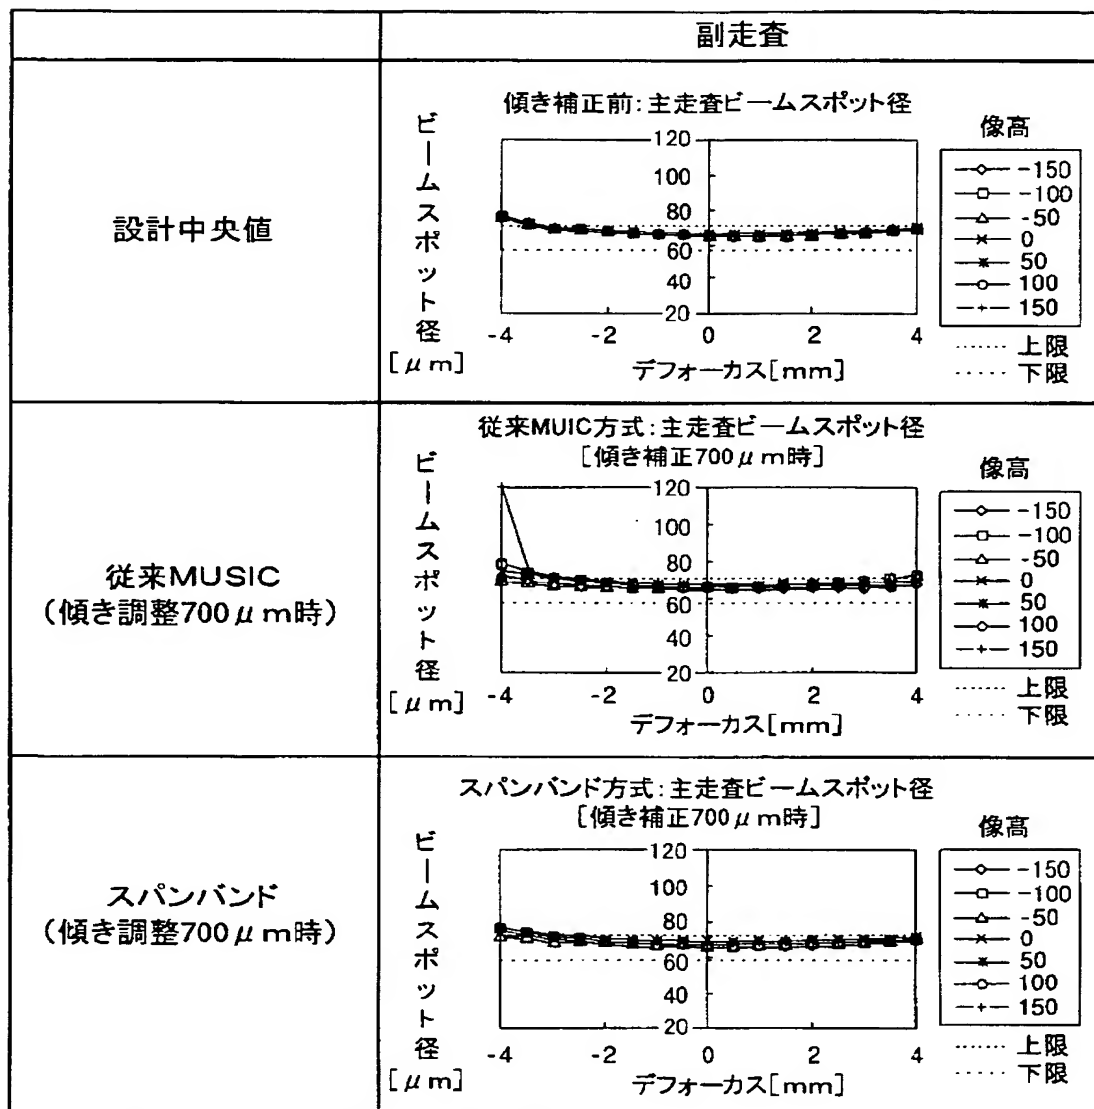 副走査
設計中央値
傾き補正前:主走査ビームスポット径
ビームスポット径
[μm]
120
100
80
60
40
20
-4 -2 0 2 4
デフォーカス[mm]
像高
-150
-100
-50
0
50
100
150
上限
下限
従来MUSIC
(傾き調整700μm時)
従来MUIC方式:主走査ビームスポット径
[傾き補正700μm時]
ビームスポット径
[μm]
120
100
80
60
40
20
-4 -2 0 2 4
デフォーカス[mm]
像高
-150
-100
-50
0
50
100
150
上限
下限
スパンバンド
(傾き調整700μm時)
スパンバンド方式:主走査ビームスポット径
[傾き補正700μm時]
ビームスポット径
[μm]
120
100
80
60
40
20
-4 -2 0 2 4
デフォーカス[mm]
像高
-150
-100
-50
0
50
100
150
上限
下限